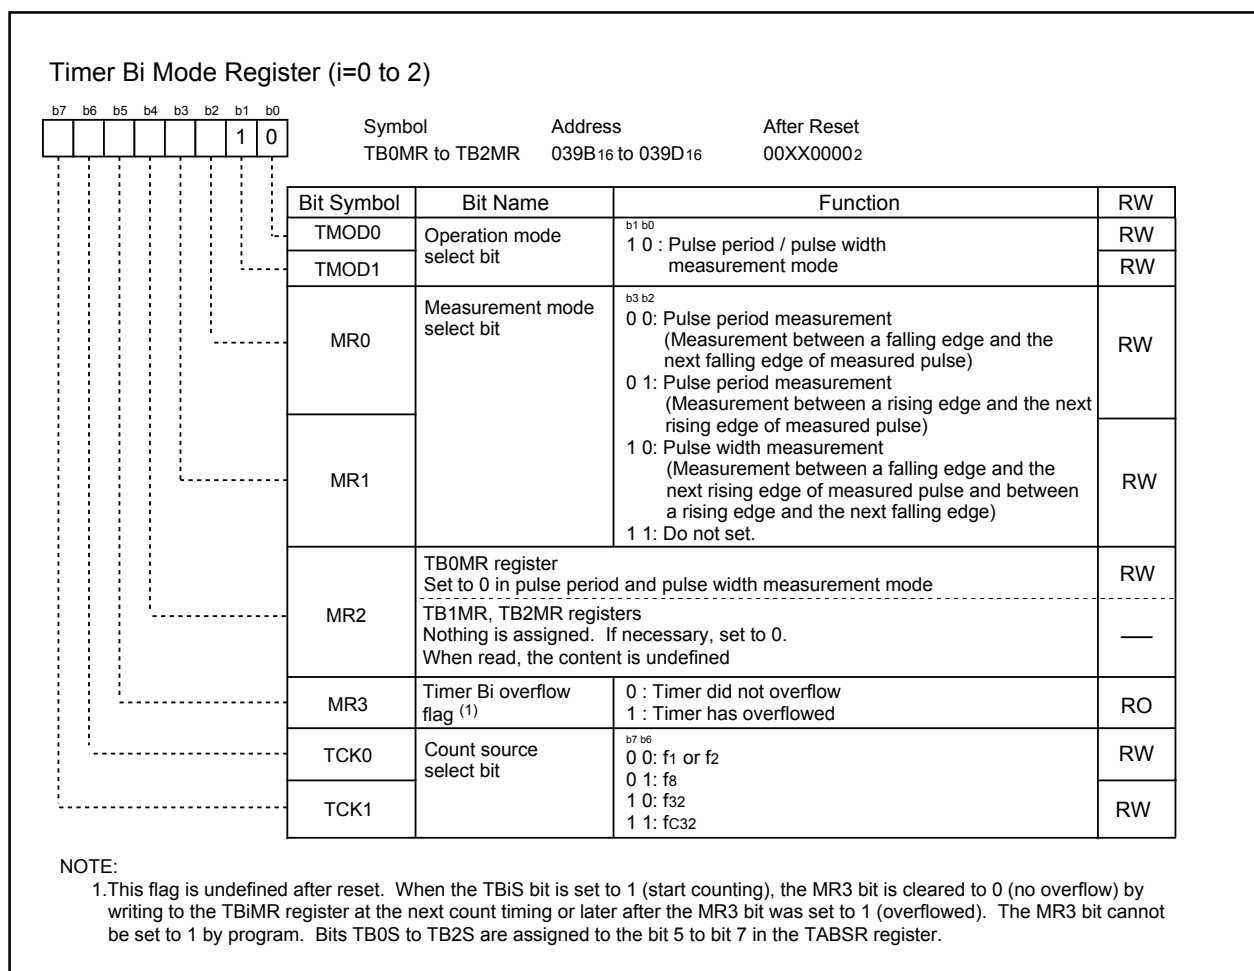 Timer Bi Mode Register (i=0 to 2)
b7 b6 b5 b4 b3 b2 b1 b0
1 0
Symbol Address After Reset
TB0MR to TB2MR 039B16 to 039D16 00XX00002
Bit Symbol Bit Name Function RW
TMOD0 Operation mode select bit
b1 b0
1 0 : Pulse period / pulse width
measurement mode
RW
TMOD1
RW
MR0
Measurement mode
select bit
b3 b2
0 0: Pulse period measurement
(Measurement between a falling edge and the
next falling edge of measured pulse)
0 1: Pulse period measurement
(Measurement between a rising edge and the next
rising edge of measured pulse)
1 0: Pulse width measurement
(Measurement between a falling edge and the
next rising edge of measured pulse and between
a rising edge and the next falling edge)
1 1: Do not set.
RW
MR1
RW
MR2
TB0MR register
Set to 0 in pulse period and pulse width measurement mode
RW
TB1MR, TB2MR registers
Nothing is assigned. If necessary, set to 0.
When read, the content is undefined
—
MR3
Timer Bi overflow
flag (1)
0 : Timer did not overflow
1 : Timer has overflowed
RO
TCK0
Count source
select bit
b7 b6
0 0: f1 or f2
0 1: f8
1 0: f32
1 1: fC32
RW
TCK1
RW
NOTE:
1.This flag is undefined after reset. When the TBiS bit is set to 1 (start counting), the MR3 bit is cleared to 0 (no overflow) by
writing to the TBiMR register at the next count timing or later after the MR3 bit was set to 1 (overflowed). The MR3 bit cannot
be set to 1 by program. Bits TB0S to TB2S are assigned to the bit 5 to bit 7 in the TABSR register.